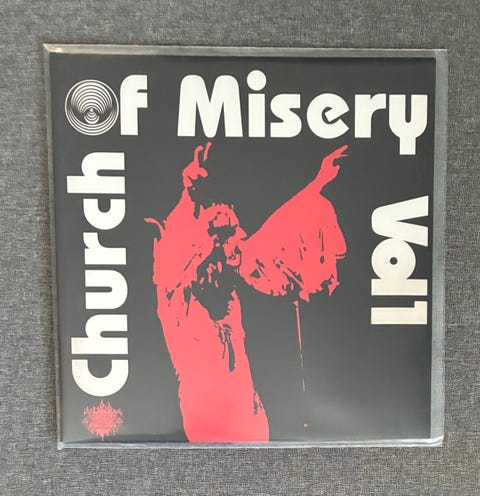 Church
Of Misery
Vol1